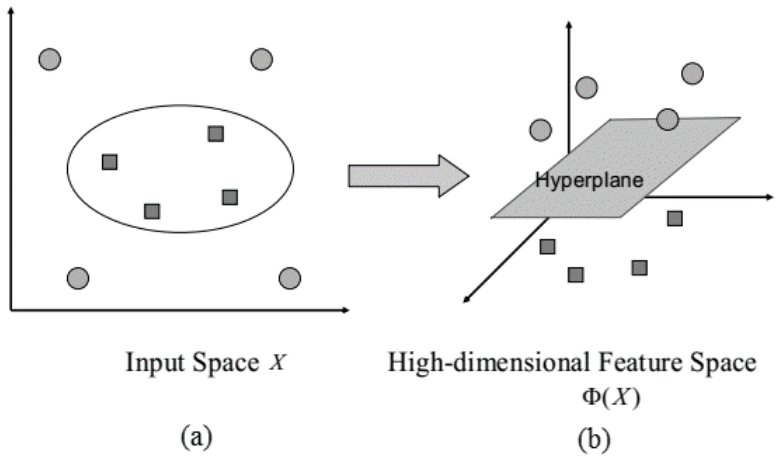 Hyperplane
Input Space X
High-dimensional Feature Space
Φ(X)
(a)
(b)